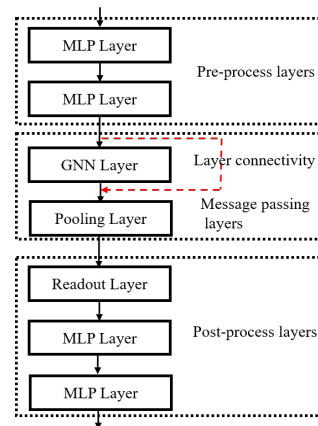 MLP Layer
Pre-process layers
MLP Layer
GNN Layer
Layer connectivity
Pooling Layer
Message passing
layers
Readout Layer
MLP Layer
Post-process layers
MLP Layer